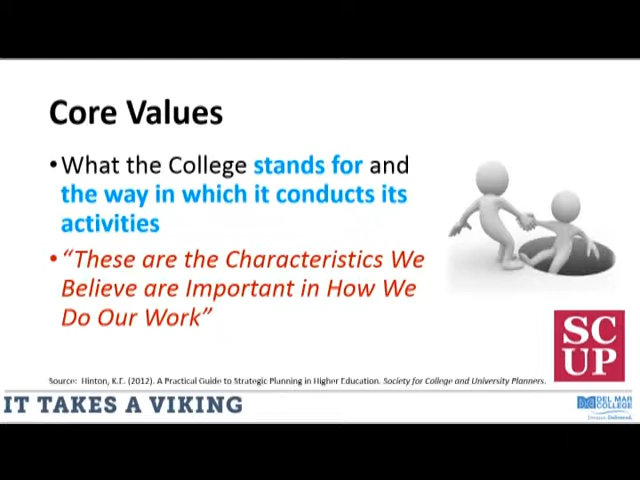 Core Values
•What the College stands for and
the way in which it conducts its
activities
•“These are the Characteristics We
Believe are Important in How We
Do Our Work”
SC
UP
Source: Hinton, K.E. (2012). A Practical Guide to Strategic Planning in Higher Education. Society for College and University Planners.
IT TAKES A VIKING
DEL MAR
COLLEGE